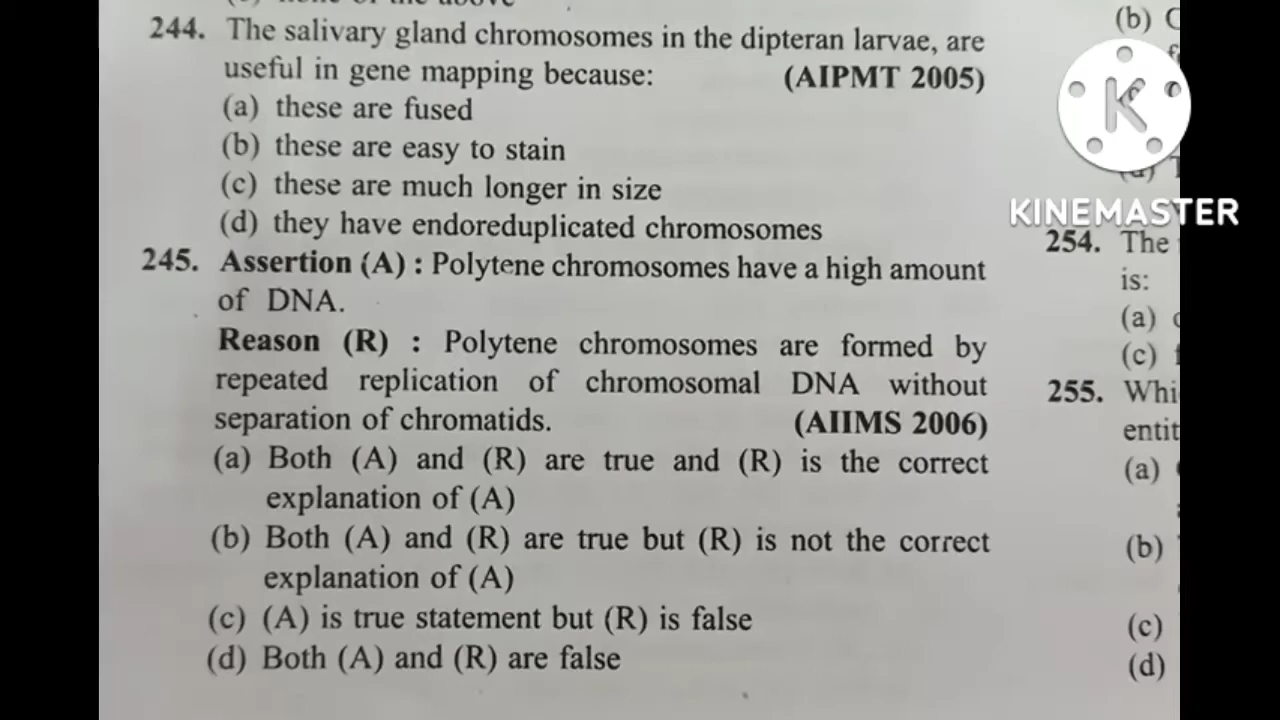 (c) none of the above
244. The salivary gland chromosomes in the dipteran larvae, are
useful in gene mapping because: (AIPMT 2005)
(a) these are fused
(b) these are easy to stain
(c) these are much longer in size
(d) they have endoreduplicated chromosomes
245. Assertion (A) : Polytene chromosomes have a high amount
of DNA.
Reason (R) : Polytene chromosomes are formed by
repeated replication of chromosomal DNA without
separation of chromatids. (AIIMS 2006)
(a) Both (A) and (R) are true and (R) is the correct
explanation of (A)
(b) Both (A) and (R) are true but (R) is not the correct
explanation of (A)
(c) (A) is true statement but (R) is false
(d) Both (A) and (R) are false
(b)
K
KINEMASTER
254. The
is:
(a)
(c)
255.
(a)
(b)
(c)
(d)